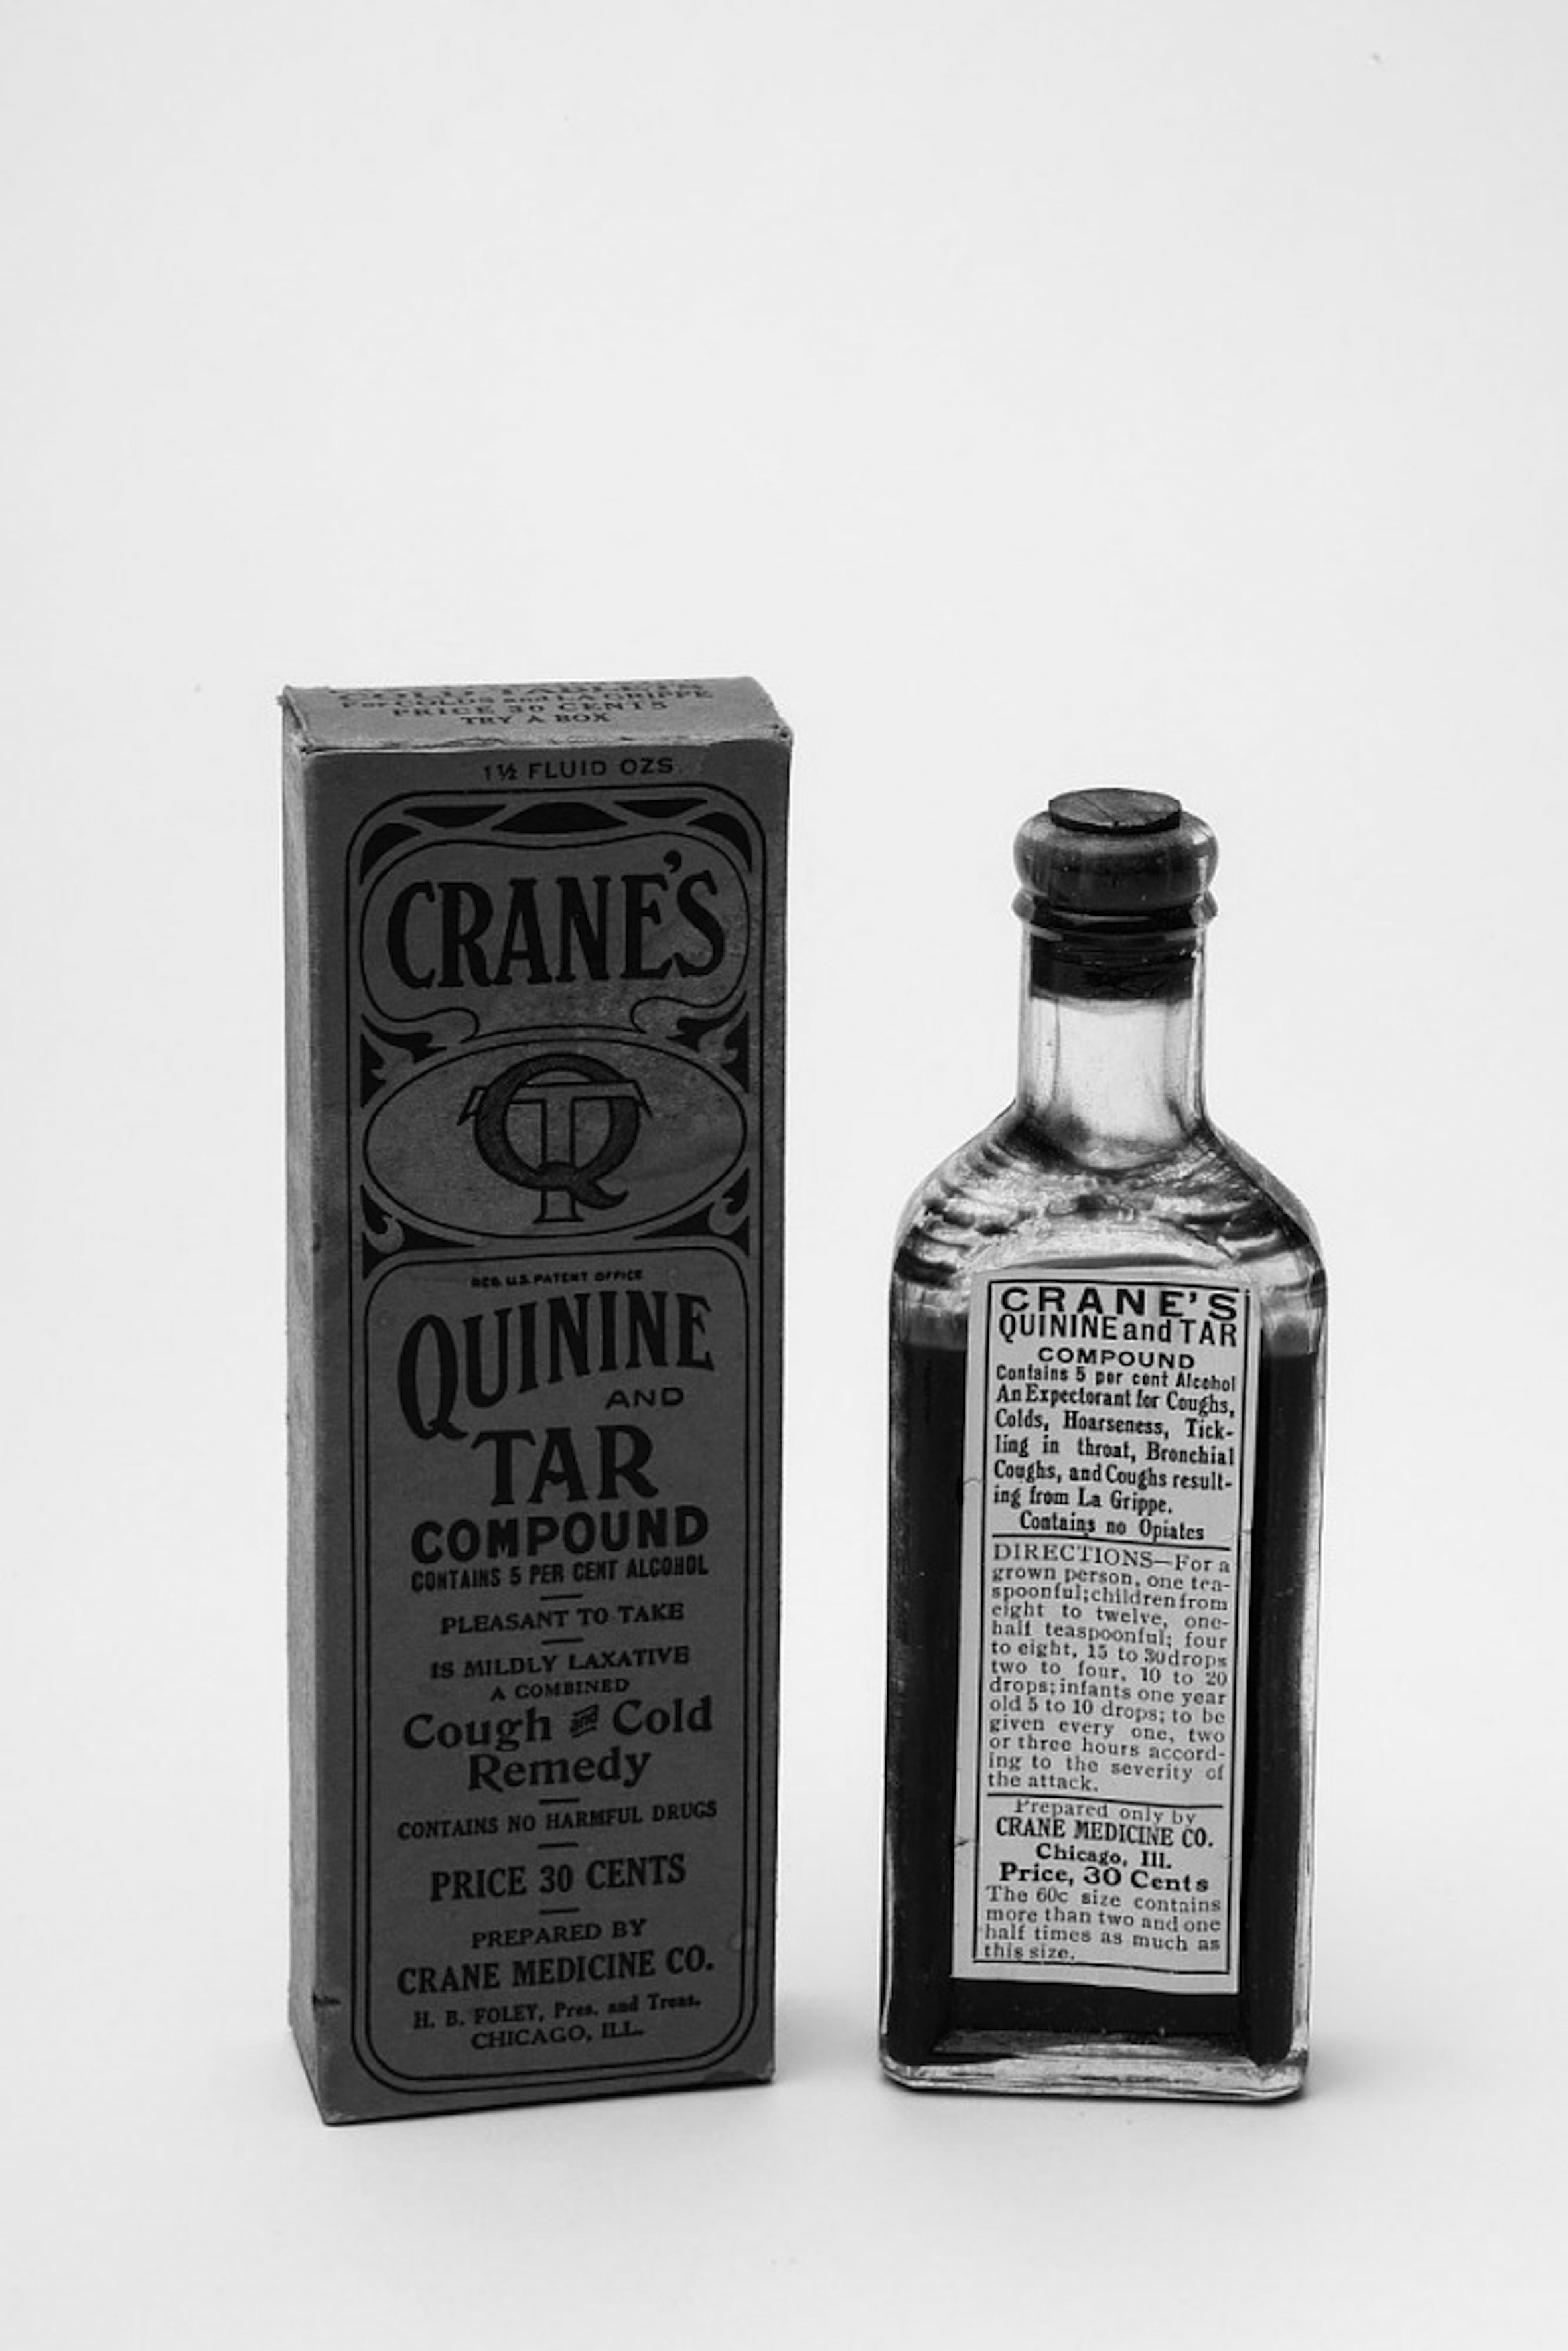 COLD TABLETS
For COLDS and LA GRIPPE
PRICE 30 CENTS
TRY A BOX
1½ FLUID OZS.
CRANE'S
QT
REG. U.S. PATENT OFFICE
QUININE
AND
TAR
COMPOUND
CONTAINS 5 PER CENT ALCOHOL
PLEASANT TO TAKE
IS MILDLY LAXATIVE
A COMBINED
Cough and Cold
Remedy
CONTAINS NO HARMFUL DRUGS
PRICE 30 CENTS
PREPARED BY
CRANE MEDICINE CO.
H. B. FOLEY, Pres. and Treas.
CHICAGO, ILL.
CRANE'S
QUININE and TAR
COMPOUND
Contains 5 per cent Alcohol
An Expectorant for Coughs,
Colds, Hoarseness, Tick-
ling in throat, Bronchial
Coughs, and Coughs result-
ing from La Grippe.
Contains no Opiates
DIRECTIONS—For a
grown person, one tea-
spoonful; children from
eight to twelve, one-
half teaspoonful; four
to eight, 15 to 30 drops
two to four, 10 to 20
drops; infants one year
old 5 to 10 drops; to be
given every one, two
or three hours accord-
ing to the severity of
the attack.
Prepared only by
CRANE MEDICINE CO.
Chicago, Ill.
Price, 30 Cents
The 60c size contains
more than two and one
half times as much as
this size.